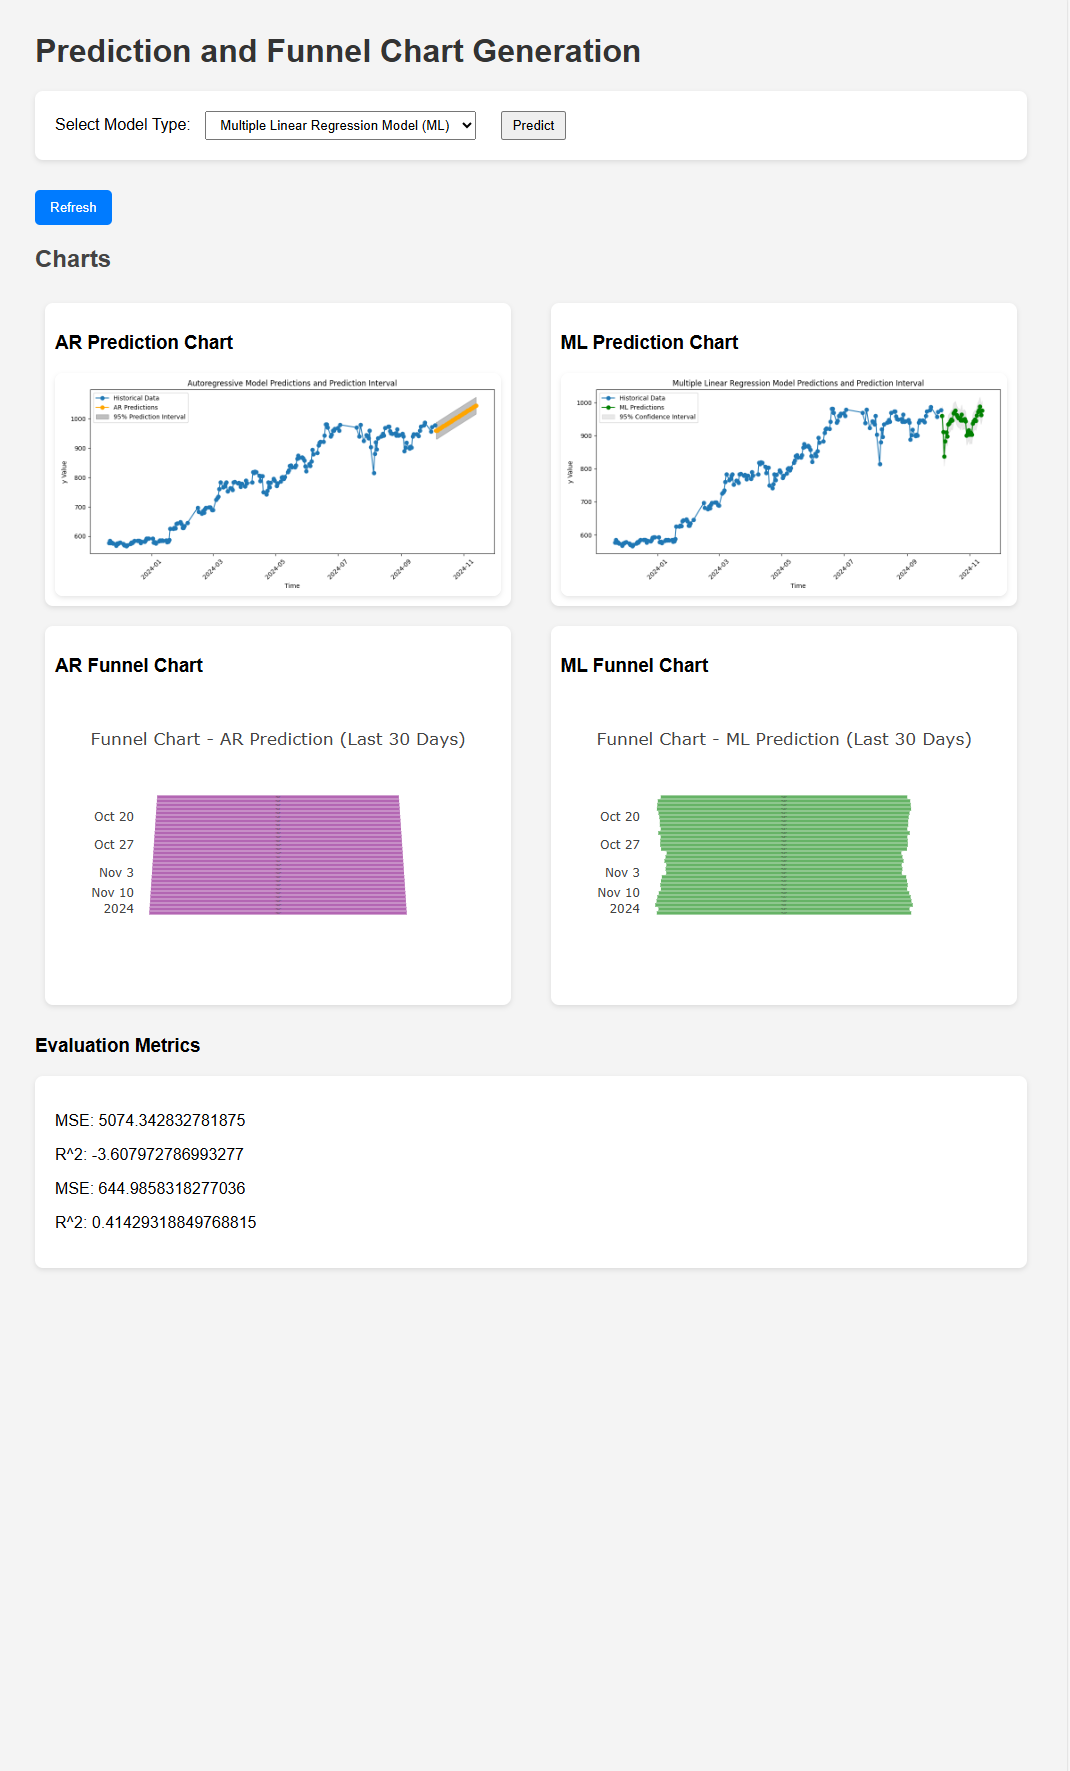 Prediction and Funnel Chart Generation
Select Model Type: Multiple Linear Regression Model (ML) Predict
Refresh
Charts
AR Prediction Chart
Autoregressive Model Predictions and Prediction Interval
Historical Data
AR Predictions
95% Prediction Interval
1000
900
800
700
600
y Value
2024-01
2024-03
2024-05
2024-07
2024-09
2024-11
Time
ML Prediction Chart
Multiple Linear Regression Model Predictions and Prediction Interval
Historical Data
ML Predictions
95% Confidence Interval
1000
900
800
700
600
y Value
2024-01
2024-03
2024-05
2024-07
2024-09
2024-11
Time
AR Funnel Chart
Funnel Chart - AR Prediction (Last 30 Days)
Oct 20
Oct 27
Nov 3
Nov 10
2024
ML Funnel Chart
Funnel Chart - ML Prediction (Last 30 Days)
Oct 20
Oct 27
Nov 3
Nov 10
2024
Evaluation Metrics
MSE: 5074.342832781875
R^2: -3.607972786993277
MSE: 644.9858318277036
R^2: 0.41429318849768815